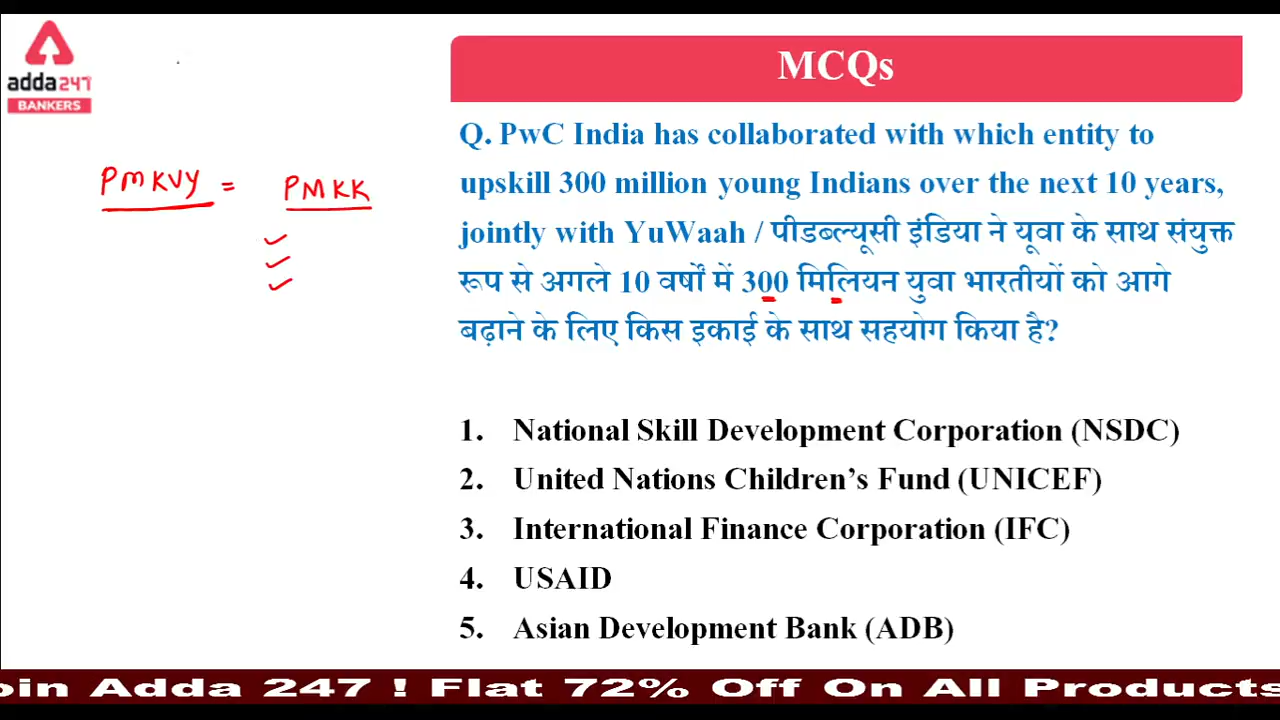 adda247
BANKERS
MCQs
PMKVY = PMKK
Q. PwC India has collaborated with which entity to
upskill 300 million young Indians over the next 10 years,
jointly with YuWaah / पीडब्ल्यूसी इंडिया ने यूवा के साथ संयुक्त
रूप से अगले 10 वर्षों में 300 मिलियन युवा भारतीयों को आगे
बढ़ाने के लिए किस इकाई के साथ सहयोग किया है?
1. National Skill Development Corporation (NSDC)
2. United Nations Children’s Fund (UNICEF)
3. International Finance Corporation (IFC)
4. USAID
5. Asian Development Bank (ADB)
oin Adda 247 ! Flat 72% Off On All Products